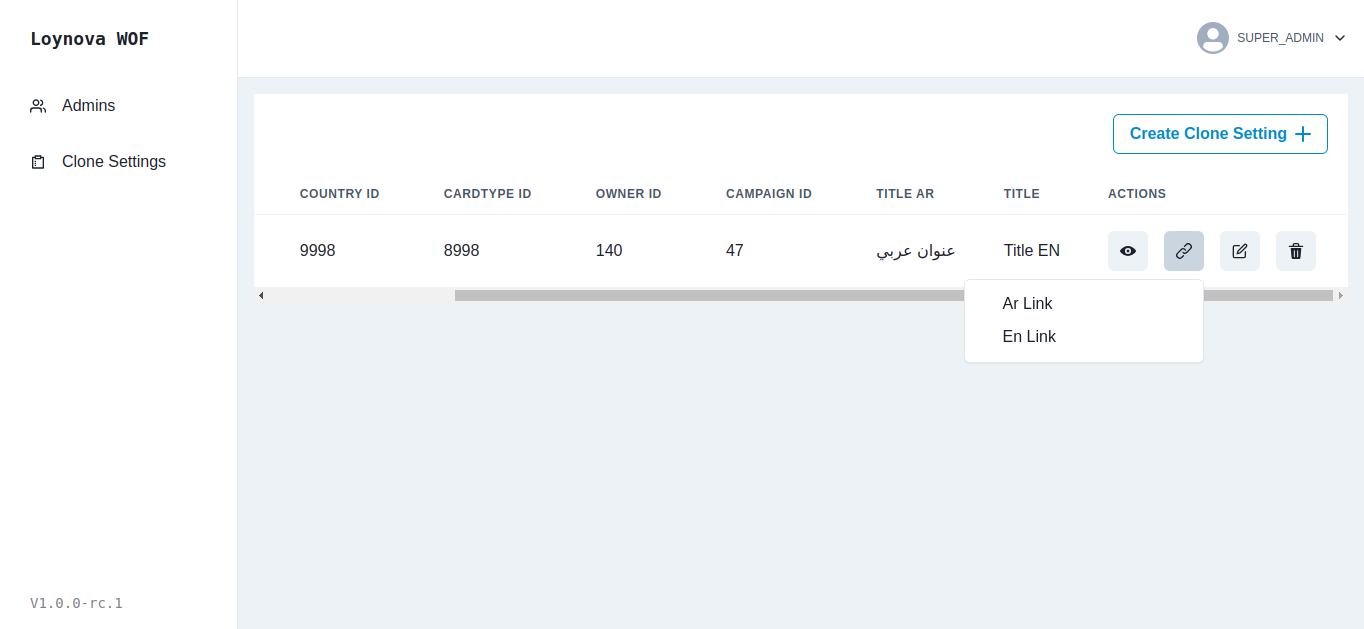 Loynova WOF
SUPER_ADMIN
Admins
Clone Settings
Create Clone Setting
COUNTRY ID CARDTYPE ID OWNER ID CAMPAIGN ID TITLE AR TITLE ACTIONS
9998 8998 140 47 عنوان عربي Title EN
Ar Link
En Link
V1.0.0-rc.1